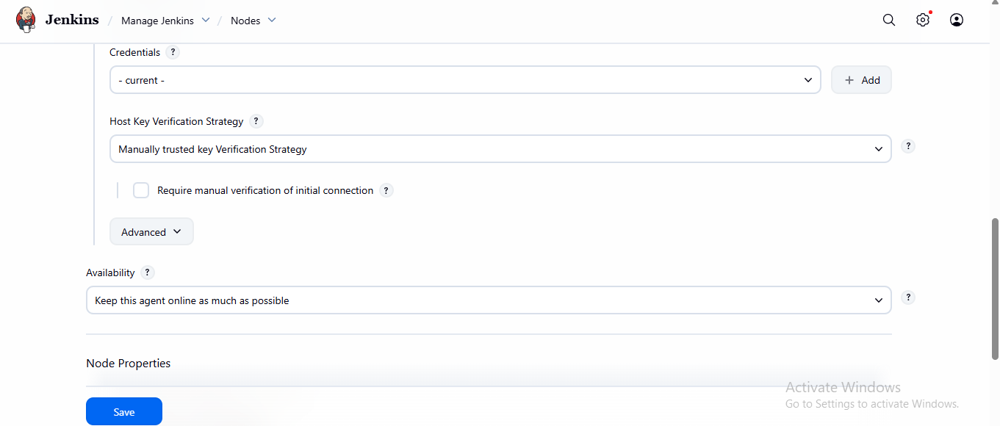 Jenkins / Manage Jenkins / Nodes
Credentials ?
- current -
+ Add
Host Key Verification Strategy ?
Manually trusted key Verification Strategy
?
Require manual verification of initial connection ?
Advanced
Availability ?
Keep this agent online as much as possible
?
Node Properties
Activate Windows
Go to Settings to activate Windows.
Save